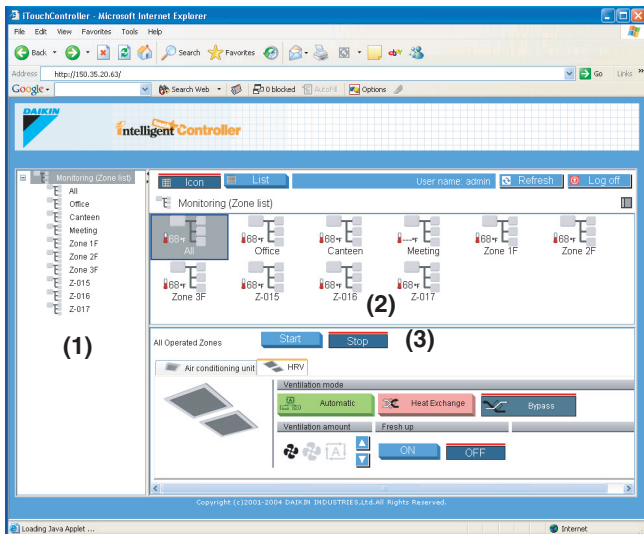 iTouchController - Microsoft Internet Explorer
File Edit View Favorites Tools Help
Back Search Favorites
Address http://150.35.20.63/ Go Links »
Google Search Web 0 blocked AutoFill Options
DAIKIN
intelligent Controller
Monitoring (Zone list)
All
Office
Canteen
Meeting
Zone 1F
Zone 2F
Zone 3F
Z-015
Z-016
Z-017
(1)
Icon List User name: admin Refresh Log off
Monitoring (Zone list)
68°F 68°F 68°F ---°F 68°F 68°F
All Office Canteen Meeting Zone 1F Zone 2F
68°F 68°F 68°F 68°F
Zone 3F Z-015 Z-016 Z-017
(2)
All Operated Zones Start Stop (3)
Air conditioning unit HRV
Ventilation mode
Automatic Heat Exchange Bypass
Ventilation amount Fresh up
A ON OFF
Copyright (c)2001-2004 DAIKIN INDUSTRIES,Ltd.All Rights Reserved.
Loading Java Applet ... Internet